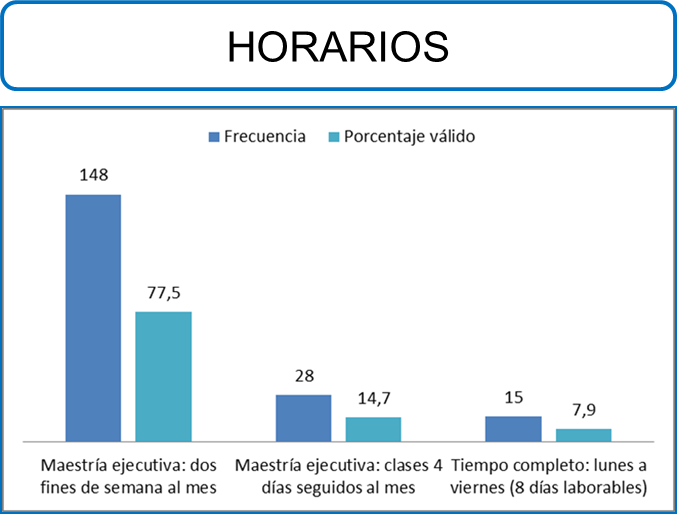 HORARIOS
Frecuencia Porcentaje válido
148
77,5
28
14,7
15
7,9
Maestría ejecutiva: dos
fines de semana al mes
Maestría ejecutiva: clases 4
días seguidos al mes
Tiempo completo: lunes a
viernes (8 días laborables)